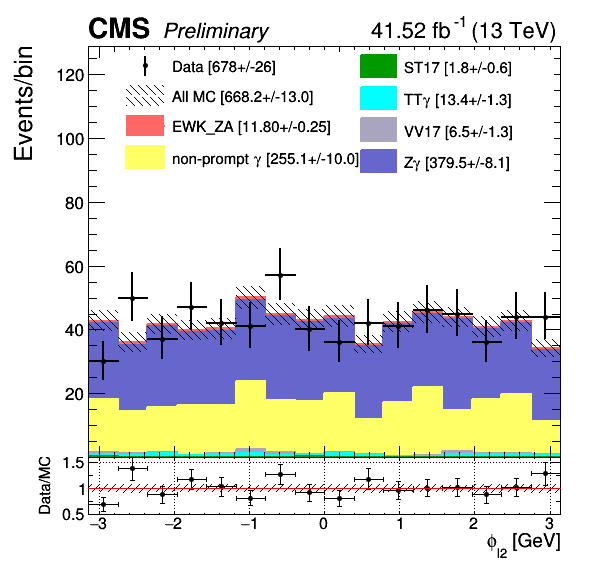 CMS Preliminary 41.52 fb⁻¹ (13 TeV)
Events/bin
Data [678+/-26]
All MC [668.2+/-13.0]
EWK_ZA [11.80+/-0.25]
non-prompt γ [255.1+/-10.0]
ST17 [1.8+/-0.6]
TTγ [13.4+/-1.3]
VV17 [6.5+/-1.3]
Zγ [379.5+/-8.1]
120
100
80
60
40
20
Data/MC
1.5
1
0.5
−3 −2 −1 0 1 2 3
ϕ_l2 [GeV]